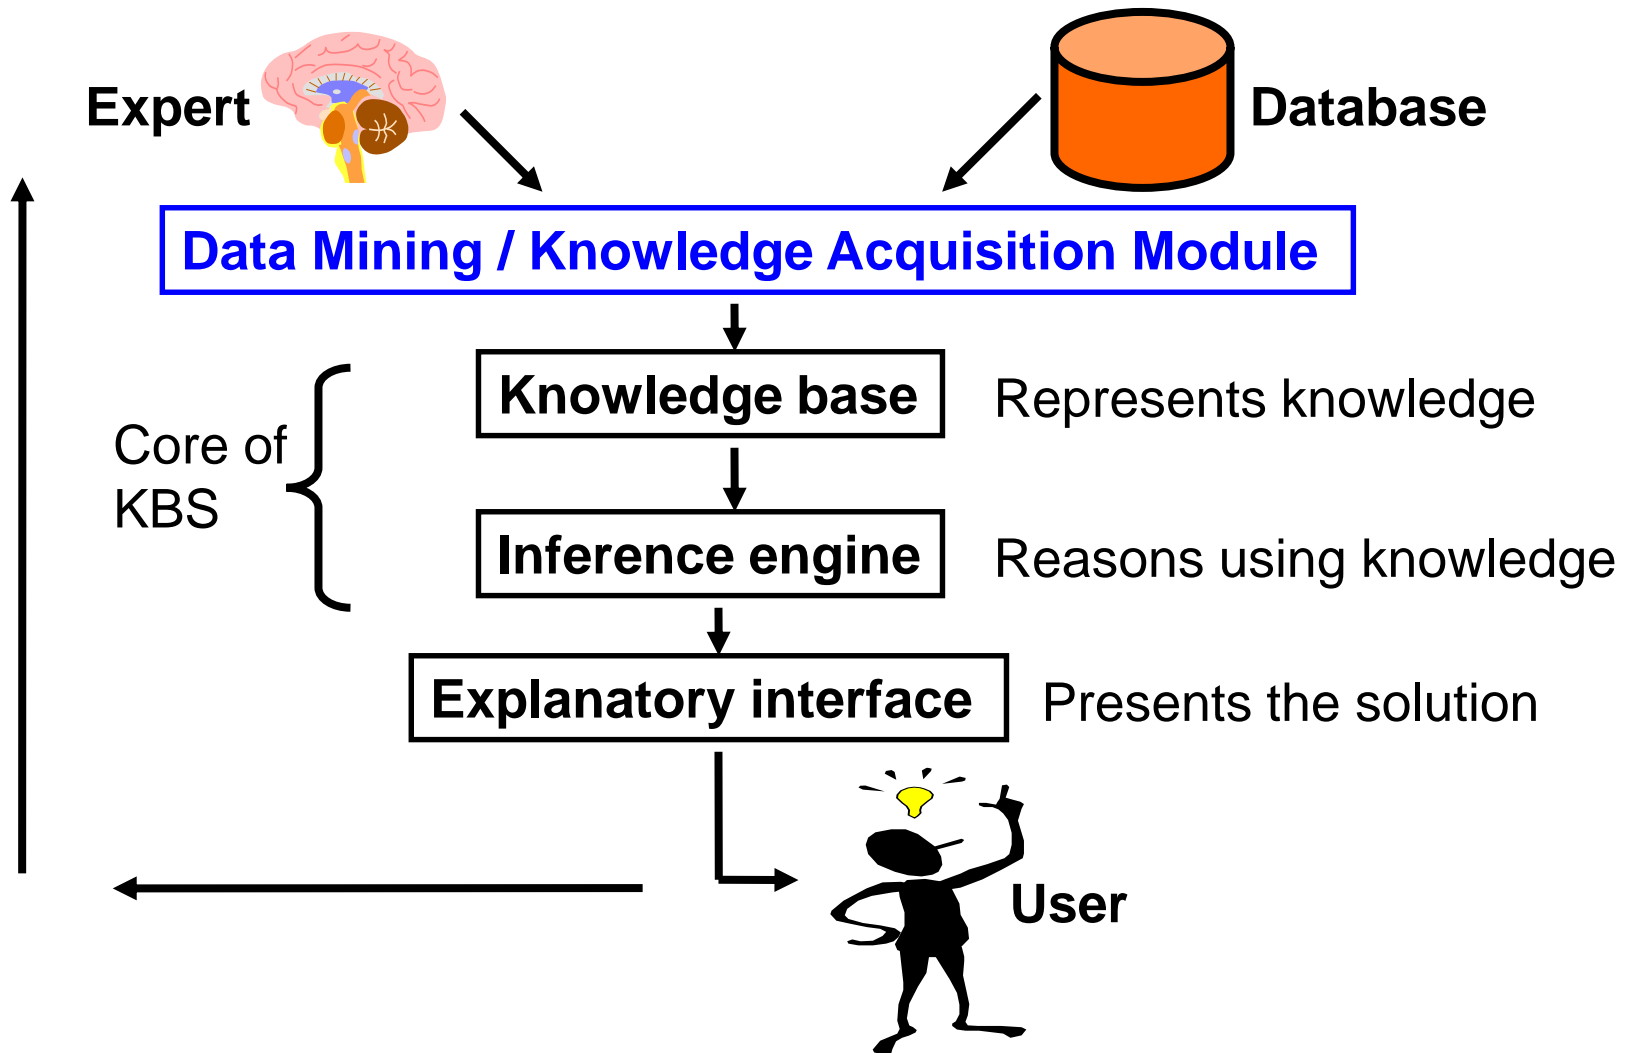 Expert
Database
Data Mining / Knowledge Acquisition Module
Knowledge base
Represents knowledge
Core of
KBS
Inference engine
Reasons using knowledge
Explanatory interface
Presents the solution
User